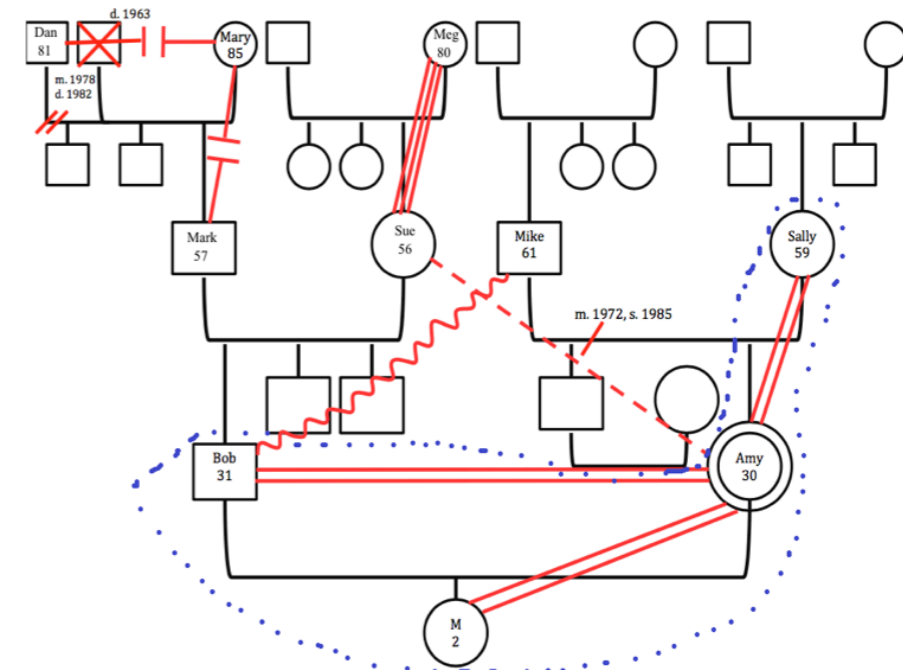 d. 1963
Dan
81
Mary
85
Meg
80
m. 1978
d. 1982
Mark
57
Sue
56
Mike
61
Sally
59
m. 1972, s. 1985
Bob
31
Amy
30
M
2